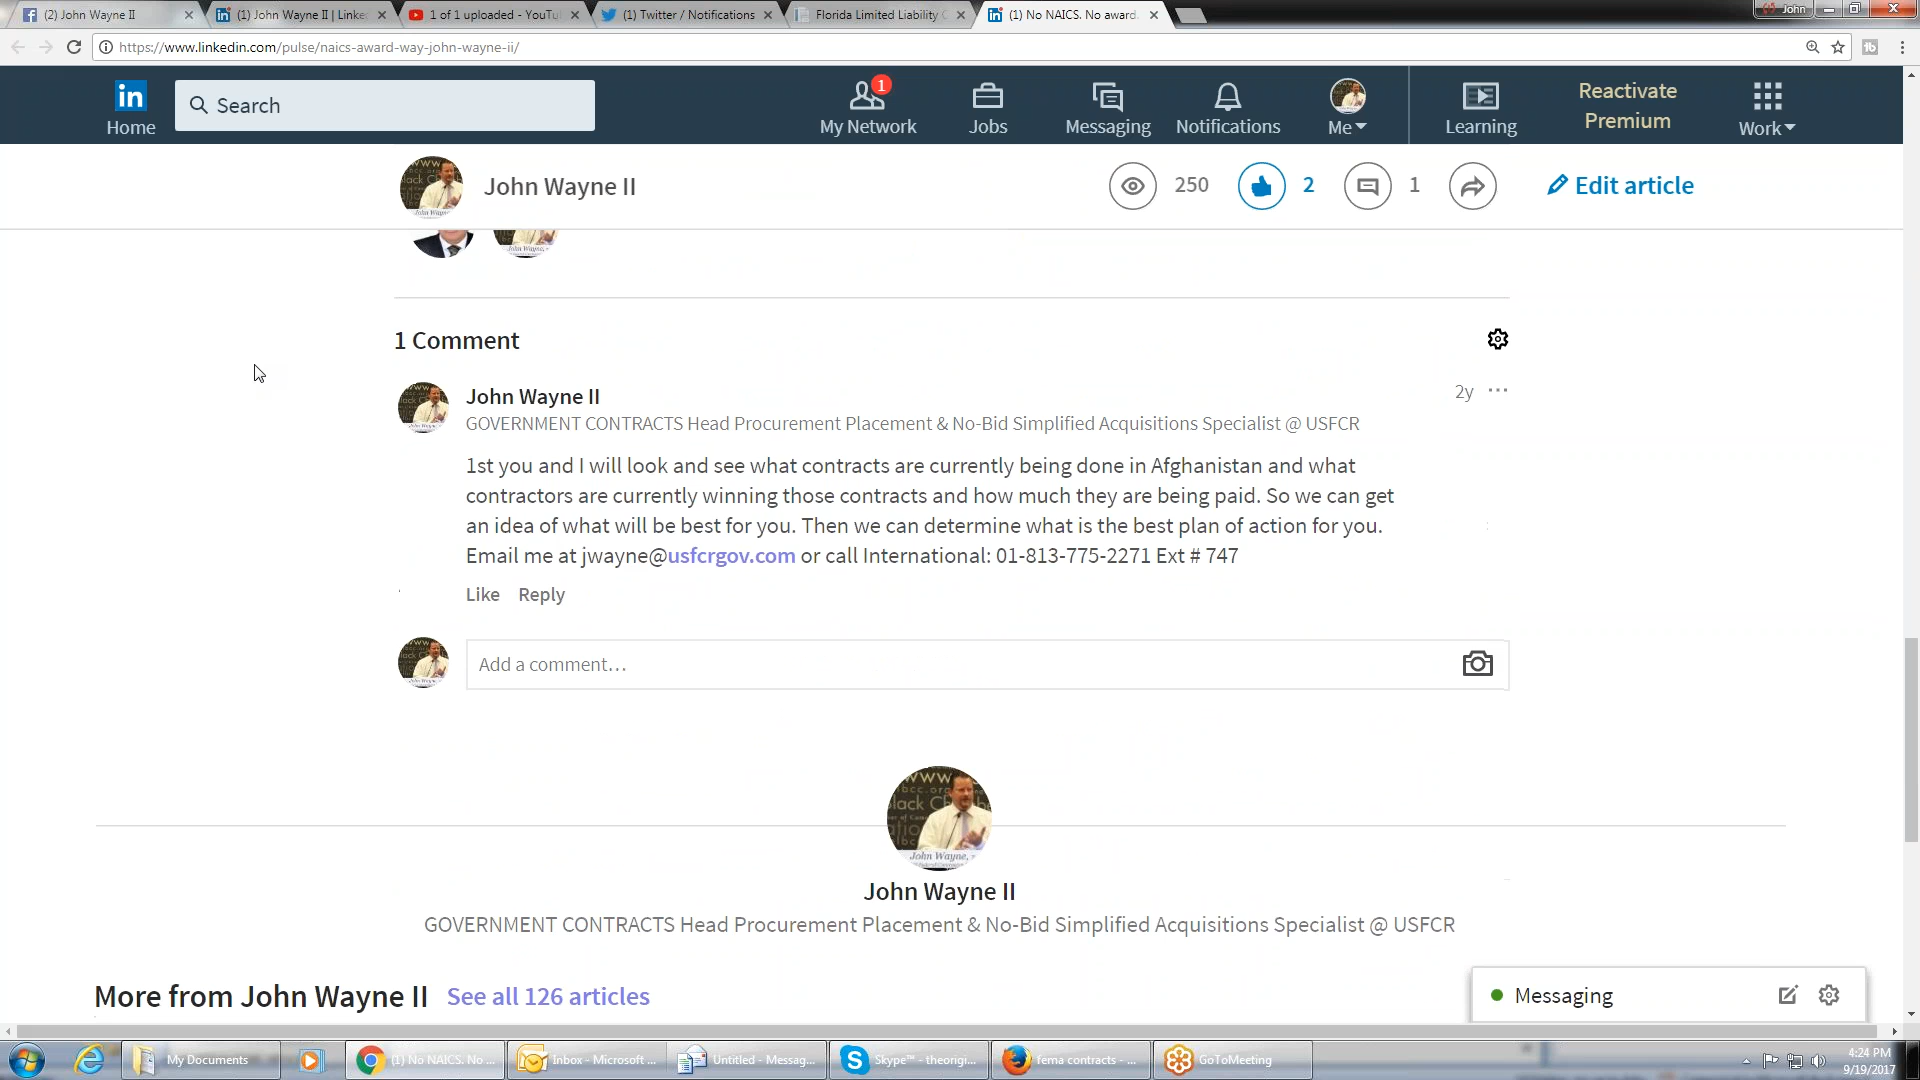 (2) John Wayne II
(1) John Wayne II | Linke
1 of 1 uploaded - YouTu
(1) Twitter / Notifications
Florida Limited Liability C
(1) No NAICS. No award.
John
https://www.linkedin.com/pulse/naics-award-way-john-wayne-ii/
in
Home
Search
1
My Network
Jobs
Messaging
Notifications
Me
Learning
Reactivate
Premium
Work
John Wayne II
250
2
1
Edit article
1 Comment
John Wayne II
2y
GOVERNMENT CONTRACTS Head Procurement Placement & No-Bid Simplified Acquisitions Specialist @ USFCR
1st you and I will look and see what contracts are currently being done in Afghanistan and what
contractors are currently winning those contracts and how much they are being paid. So we can get
an idea of what will be best for you. Then we can determine what is the best plan of action for you.
Email me at jwayne@usfcrgov.com or call International: 01-813-775-2271 Ext # 747
Like Reply
Add a comment…
John Wayne,
John Wayne II
GOVERNMENT CONTRACTS Head Procurement Placement & No-Bid Simplified Acquisitions Specialist @ USFCR
More from John Wayne II See all 126 articles
Messaging
My Documents
(1) No NAICS. No ...
Inbox - Microsoft ...
Untitled - Messag...
Skype™ - theorigi...
fema contracts - ...
GoToMeeting
4:24 PM
9/19/2017